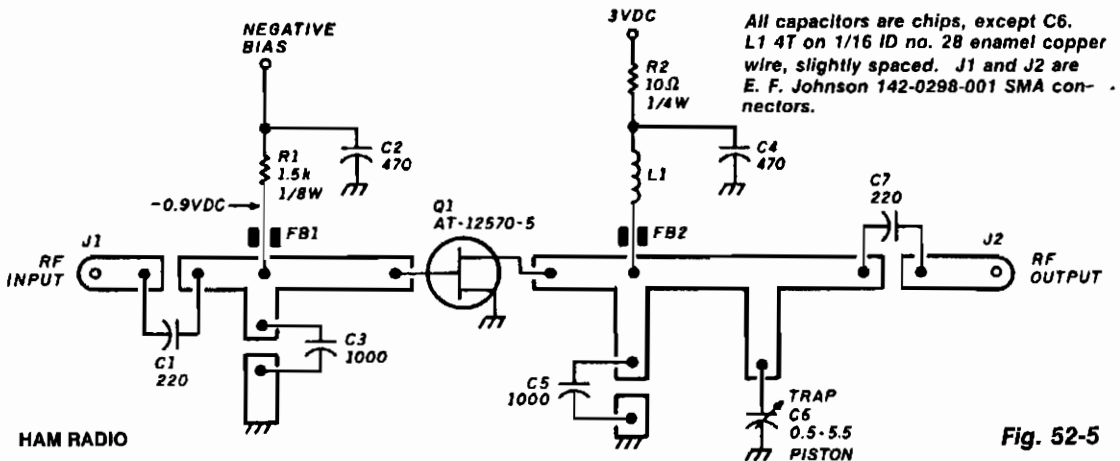 NEGATIVE
BIAS
3VDC
All capacitors are chips, except C6.
L1 4T on 1/16 ID no. 28 enamel copper
wire, slightly spaced. J1 and J2 are
E. F. Johnson 142-0298-001 SMA con-
nectors.
R2
10Ω
1/4W
R1
1.5k
1/8W
C2
470
L1
C4
470
-0.9VDC
Q1
AT-12570-5
C7
220
J1
FB1
FB2
J2
RF
INPUT
RF
OUTPUT
C1
220
C3
1000
C5
1000
TRAP
C6
0.5-5.5
PISTON
HAM RADIO
Fig. 52-5